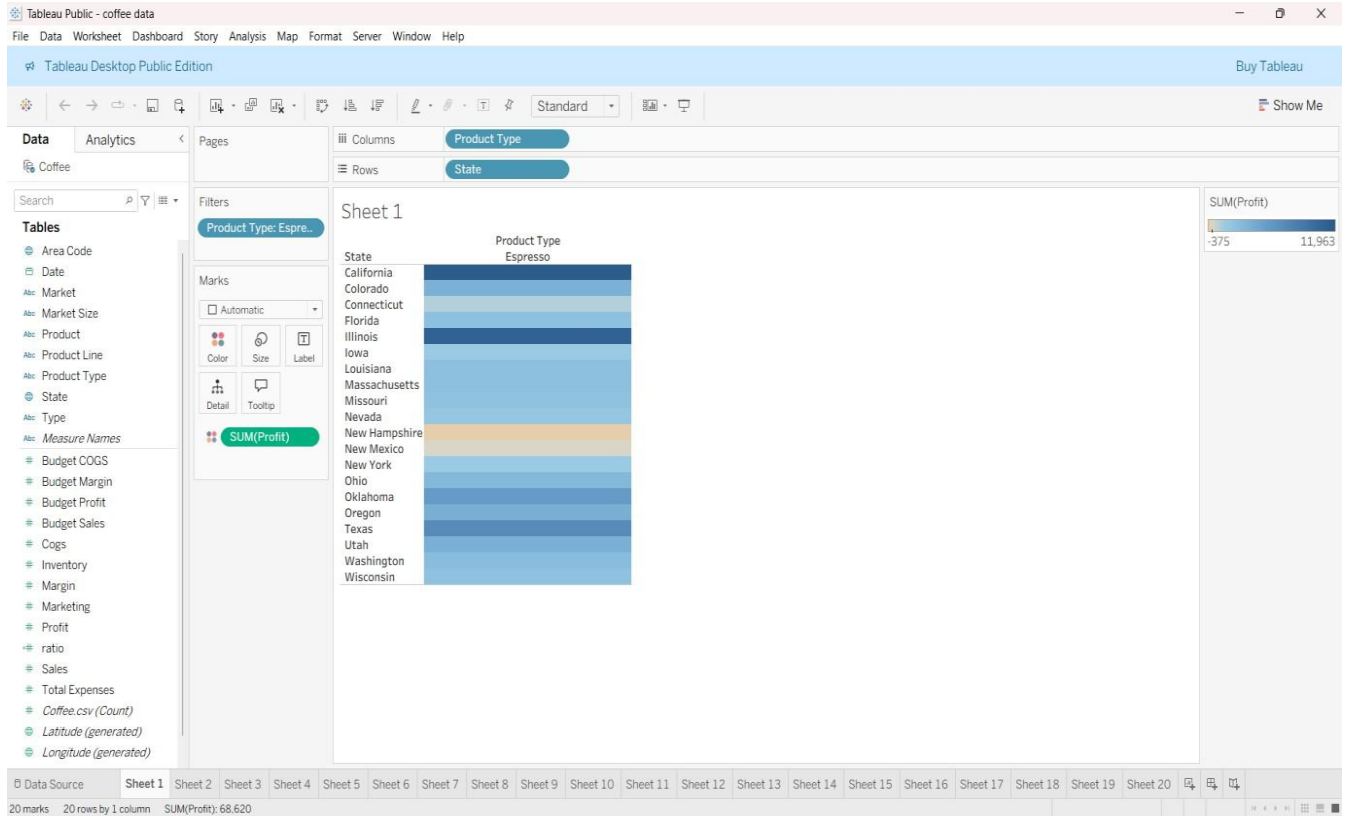 Tableau Public - coffee data
File Data Worksheet Dashboard Story Analysis Map Format Server Window Help
Tableau Desktop Public Edition
Buy Tableau
Standard
Show Me
Data Analytics
Coffee
Search
Tables
Area Code
Date
Abc Market
Abc Market Size
Abc Product
Abc Product Line
Abc Product Type
State
Abc Type
Abc Measure Names
# Budget COGS
# Budget Margin
# Budget Profit
# Budget Sales
# Cogs
# Inventory
# Margin
# Marketing
# Profit
=# ratio
# Sales
# Total Expenses
# Coffee.csv (Count)
Latitude (generated)
Longitude (generated)
Pages
Filters
Product Type: Espre..
Marks
Automatic
Color Size Label
Detail Tooltip
SUM(Profit)
Columns Product Type
Rows State
Sheet 1
Product Type
State Espresso
California
Colorado
Connecticut
Florida
Illinois
Iowa
Louisiana
Massachusetts
Missouri
Nevada
New Hampshire
New Mexico
New York
Ohio
Oklahoma
Oregon
Texas
Utah
Washington
Wisconsin
SUM(Profit)
-375 11,963
Data Source Sheet 1 Sheet 2 Sheet 3 Sheet 4 Sheet 5 Sheet 6 Sheet 7 Sheet 8 Sheet 9 Sheet 10 Sheet 11 Sheet 12 Sheet 13 Sheet 14 Sheet 15 Sheet 16 Sheet 17 Sheet 18 Sheet 19 Sheet 20
20 marks 20 rows by 1 column SUM(Profit): 68.620